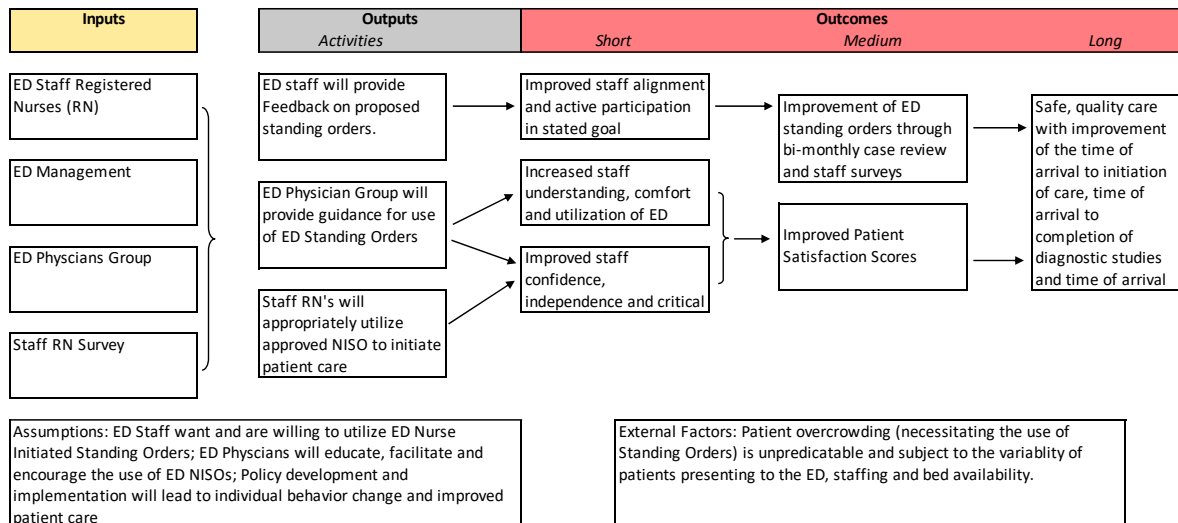 Inputs
Outputs
Activities
Outcomes
Short
Medium
Long
ED Staff Registered
Nurses (RN)
ED Management
ED Physcians Group
Staff RN Survey
ED staff will provide
Feedback on proposed
standing orders.
ED Physician Group will
provide guidance for use
of ED Standing Orders
Staff RN's will
appropriately utilize
approved NISO to initiate
patient care
Improved staff alignment
and active participation
in stated goal
Increased staff
understanding, comfort
and utilization of ED
Improved staff
confidence,
independence and critical
Improvement of ED
standing orders through
bi-monthly case review
and staff surveys
Improved Patient
Satisfaction Scores
Safe, quality care
with improvement
of the time of
arrival to initiation
of care, time of
arrival to
completion of
diagnostic studies
and time of arrival
Assumptions: ED Staff want and are willing to utilize ED Nurse
Initiated Standing Orders; ED Physcians will educate, facilitate and
encourage the use of ED NISOs; Policy development and
implementation will lead to individual behavior change and improved
patient care
External Factors: Patient overcrowding (necessitating the use of
Standing Orders) is unpredicatable and subject to the variablity of
patients presenting to the ED, staffing and bed availability.